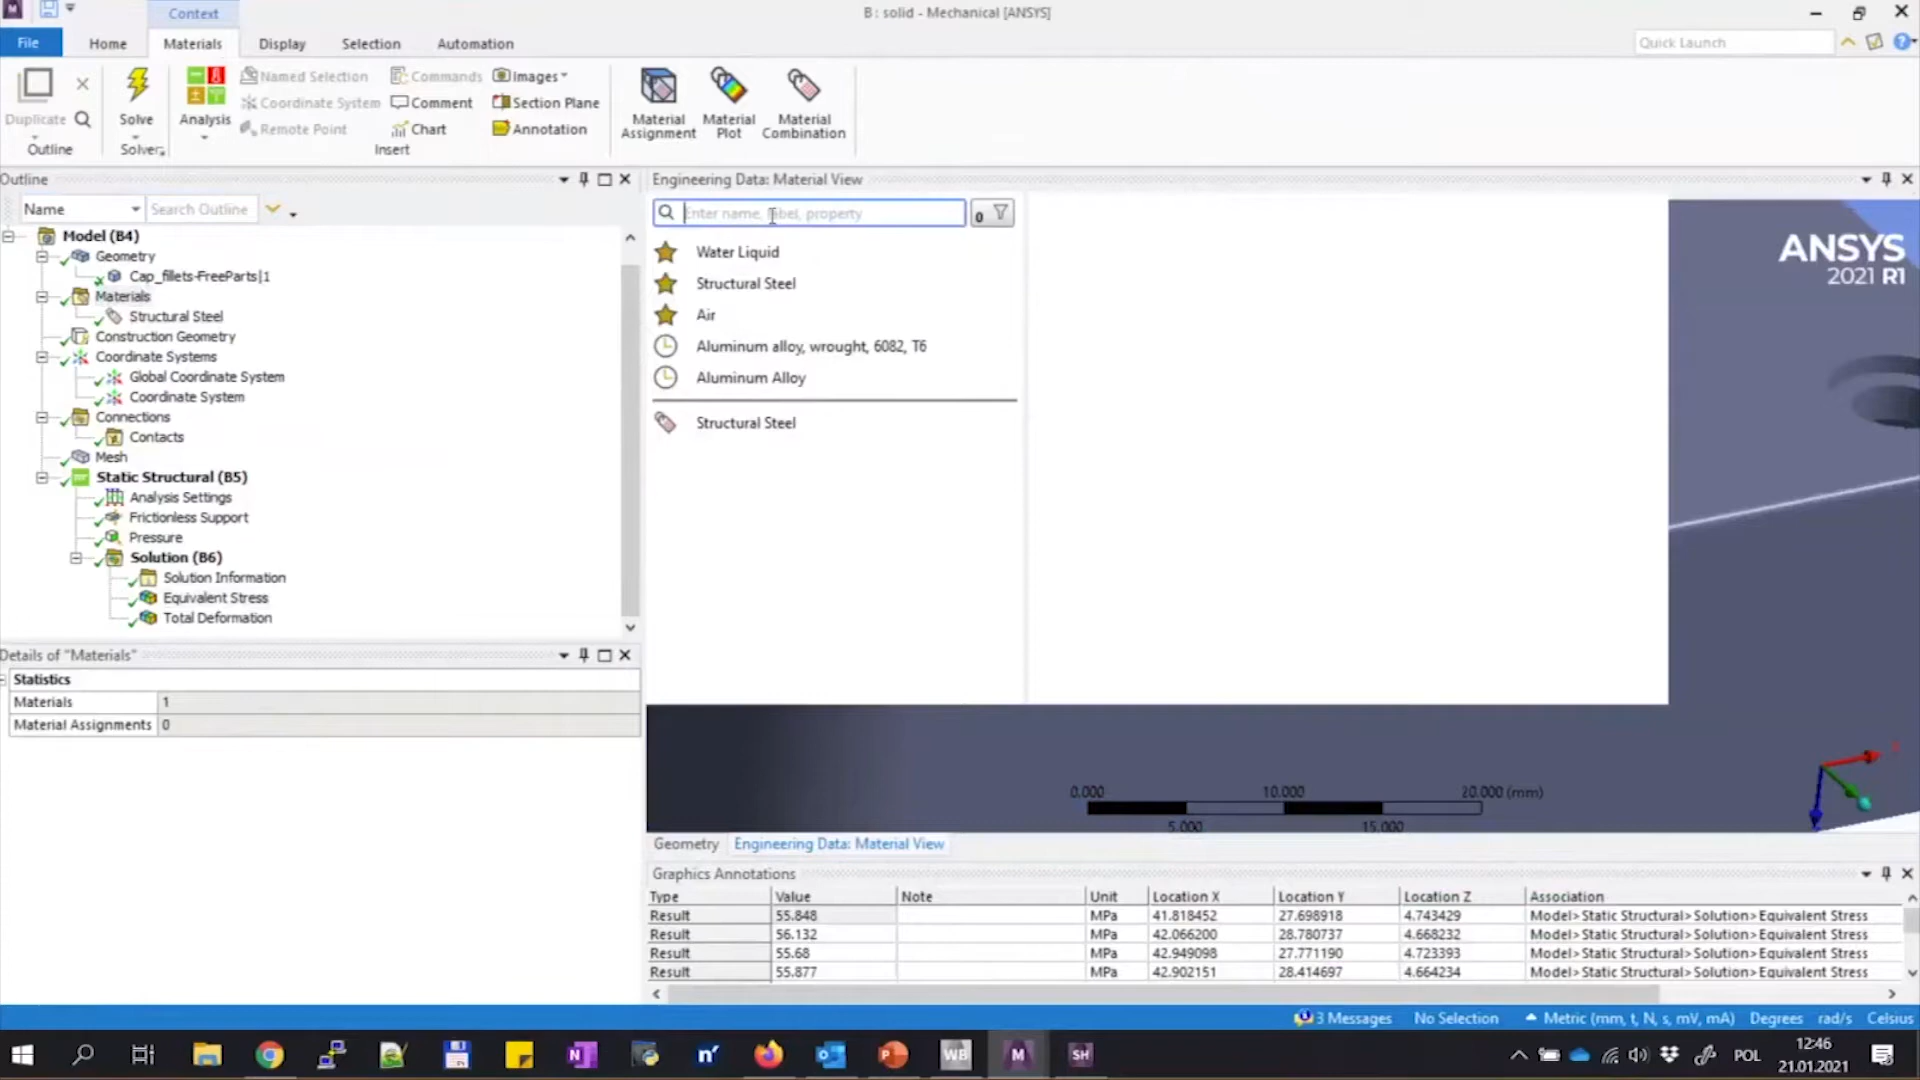 Context
B : solid - Mechanical [ANSYS]
File
Home
Materials
Display
Selection
Automation
Quick Launch
Duplicate
Outline
Solve
Solver
Analysis
Named Selection
Coordinate System
Remote Point
Commands
Comment
Chart
Images
Section Plane
Annotation
Insert
Material Assignment
Material Plot
Material Combination
Outline
Name
Search Outline
Model (B4)
Geometry
Cap_fillets-FreeParts|1
Materials
Structural Steel
Construction Geometry
Coordinate Systems
Global Coordinate System
Coordinate System
Connections
Contacts
Mesh
Static Structural (B5)
Analysis Settings
Frictionless Support
Pressure
Solution (B6)
Solution Information
Equivalent Stress
Total Deformation
Details of "Materials"
Statistics
Materials 1
Material Assignments 0
Engineering Data: Material View
Enter name, label, property
0
Water Liquid
Structural Steel
Air
Aluminum alloy, wrought, 6082, T6
Aluminum Alloy
Structural Steel
ANSYS
2021 R1
0.000 10.000 20.000 (mm)
5.000 15.000
Geometry Engineering Data: Material View
Graphics Annotations
Type Value Note Unit Location X Location Y Location Z Association
Result 55.848 MPa 41.818452 27.698918 4.743429 Model>Static Structural>Solution>Equivalent Stress
Result 56.132 MPa 42.066200 28.780737 4.668232 Model>Static Structural>Solution>Equivalent Stress
Result 55.68 MPa 42.949098 27.771190 4.723393 Model>Static Structural>Solution>Equivalent Stress
Result 55.877 MPa 42.902151 28.414697 4.664234 Model>Static Structural>Solution>Equivalent Stress
3 Messages No Selection Metric (mm, t, N, s, mV, mA) Degrees rad/s Celsius
WB
M
SH
POL
12:46
21.01.2021